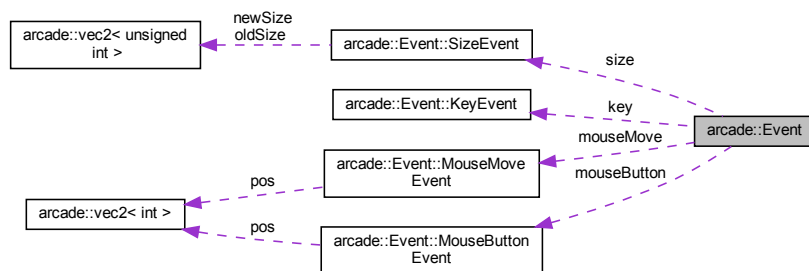 arcade::vec2< unsigned
int >
newSize
oldSize
arcade::Event::SizeEvent
size
arcade::Event::KeyEvent
key
arcade::Event
mouseMove
arcade::Event::MouseMove
Event
mouseButton
pos
arcade::vec2< int >
pos
arcade::Event::MouseButton
Event